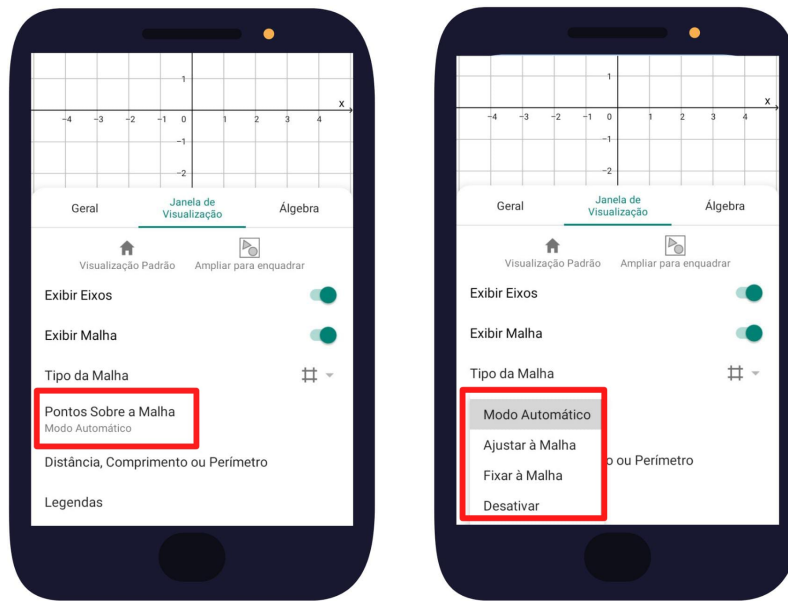 1
x
-4 -3 -2 -1 0 1 2 3 4
-1
-2
Geral
Janela de
Visualização
Álgebra
Visualização Padrão
Ampliar para enquadrar
Exibir Eixos
Exibir Malha
Tipo da Malha
Pontos Sobre a Malha
Modo Automático
Distância, Comprimento ou Perímetro
Legendas
1
x
-4 -3 -2 -1 0 1 2 3 4
-1
-2
Geral
Janela de
Visualização
Álgebra
Visualização Padrão
Ampliar para enquadrar
Exibir Eixos
Exibir Malha
Tipo da Malha
Modo Automático
Ajustar à Malha
o ou Perímetro
Fixar à Malha
Desativar